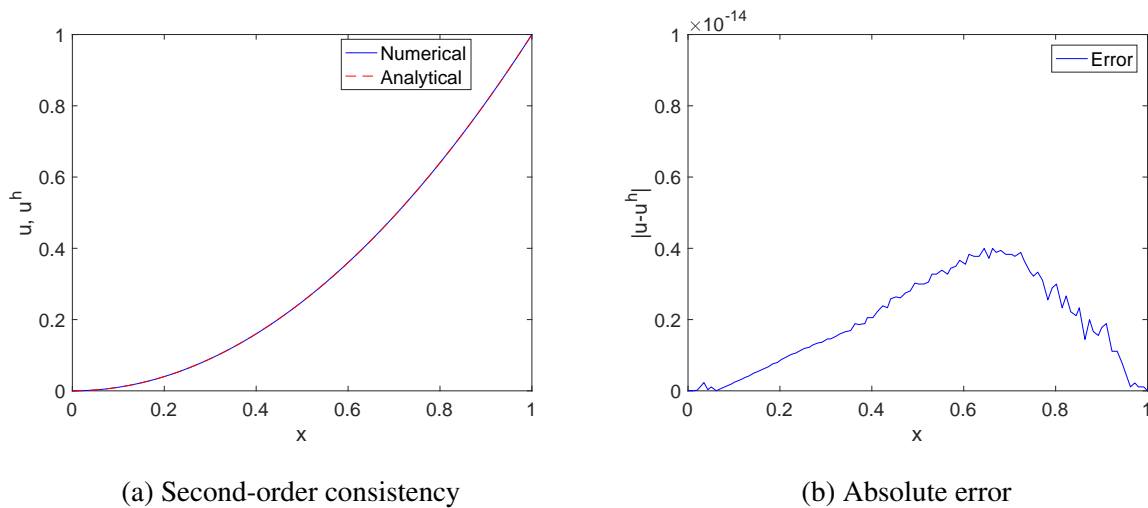 1
0.8
0.6
0.4
0.2
0
0 0.2 0.4 0.6 0.8 1
x
u, u^h
Numerical
Analytical
(a) Second-order consistency
×10^-14
1
0.8
0.6
0.4
0.2
0
0 0.2 0.4 0.6 0.8 1
x
|u-u^h|
Error
(b) Absolute error